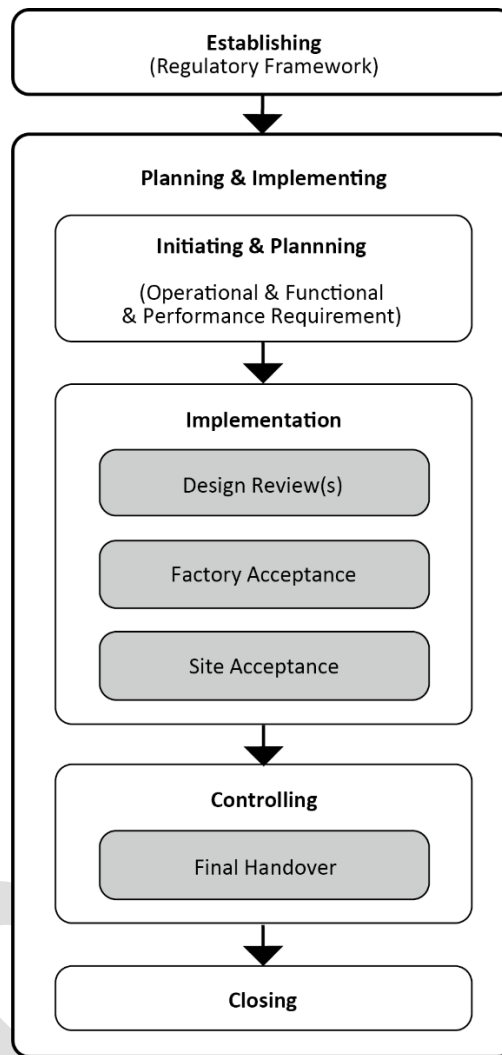 Establishing
(Regulatory Framework)
Planning & Implementing
Initiating & Plannning
(Operational & Functional
& Performance Requirement)
Implementation
Design Review(s)
Factory Acceptance
Site Acceptance
Controlling
Final Handover
Closing